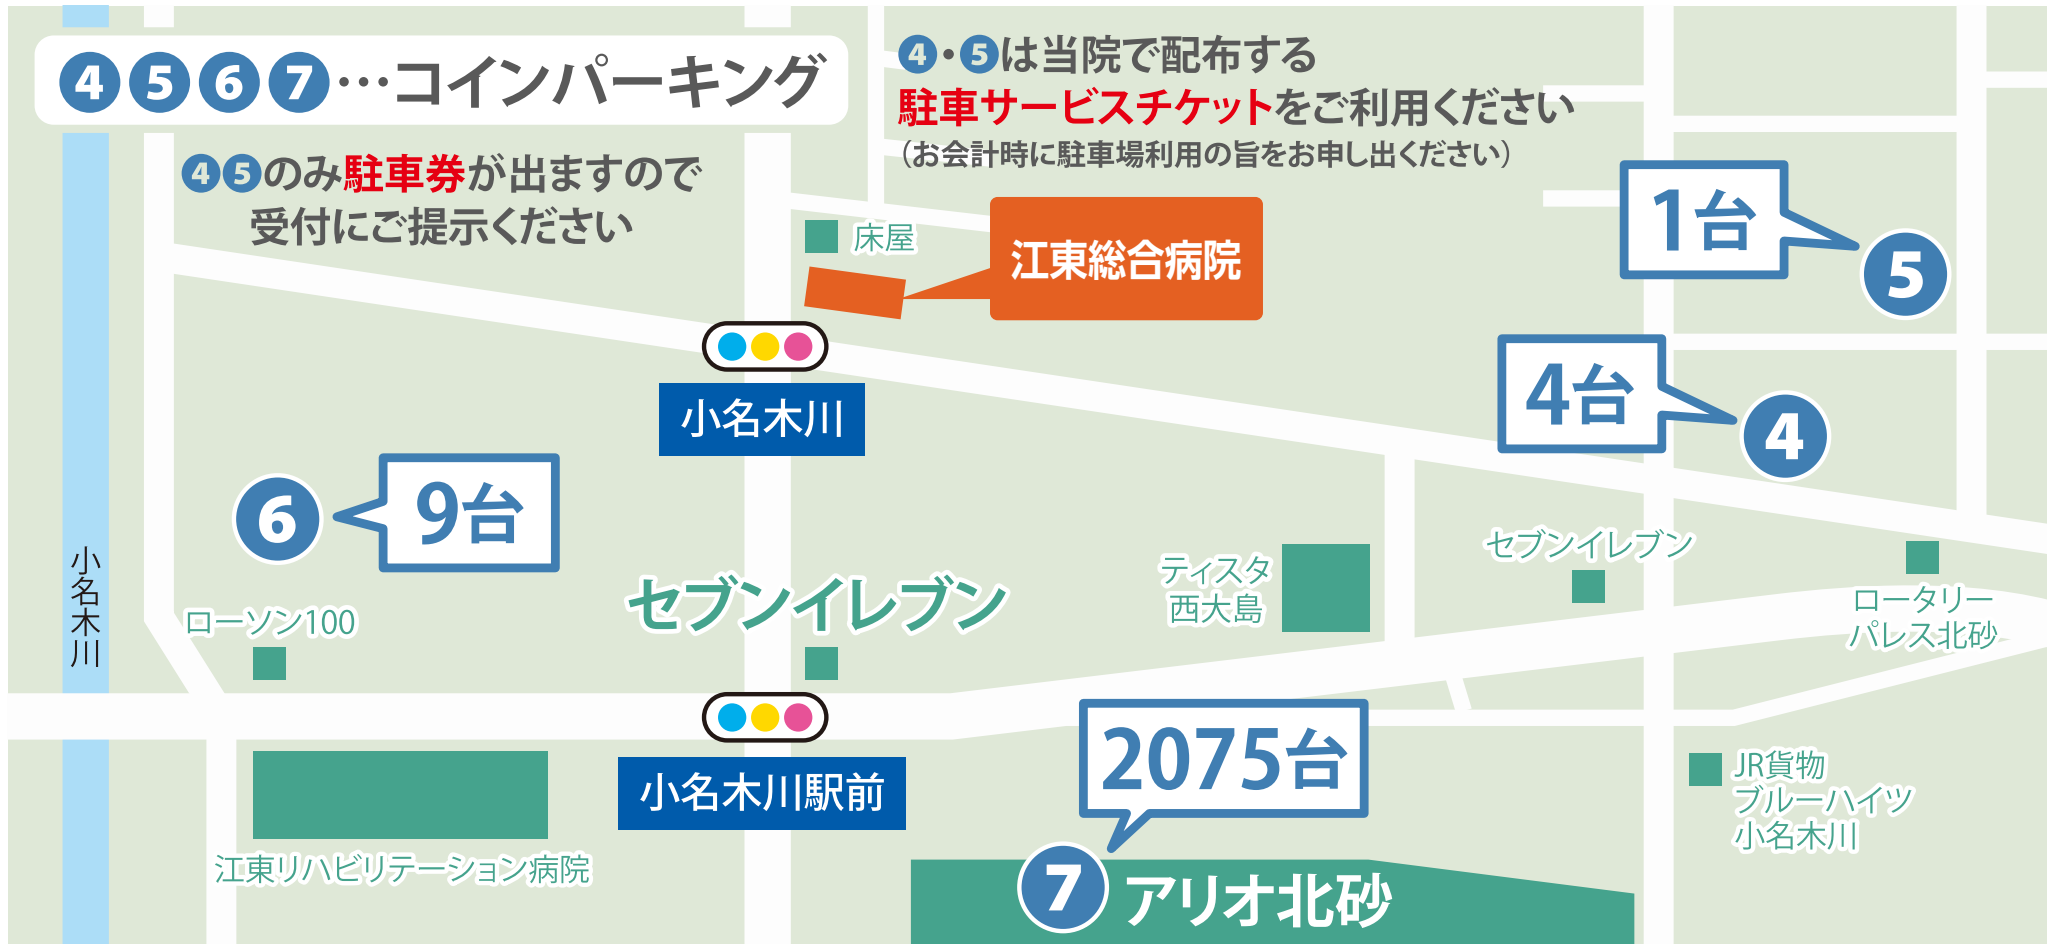 4 5 6 7…コインパーキング
4 5のみ駐車券が出ますので
受付にご提示ください
4・5は当院で配布する
駐車サービスチケットをご利用ください
（お会計時に駐車場利用の旨をお申し出ください）
床屋
江東総合病院
1台
5
小名木川
4台
4
6
9台
小名木川
ローソン100
セブンイレブン
ティスタ
西大島
セブンイレブン
ロータリー
パレス北砂
小名木川駅前
2075台
JR貨物
ブルーハイツ
小名木川
江東リハビリテーション病院
7
アリオ北砂